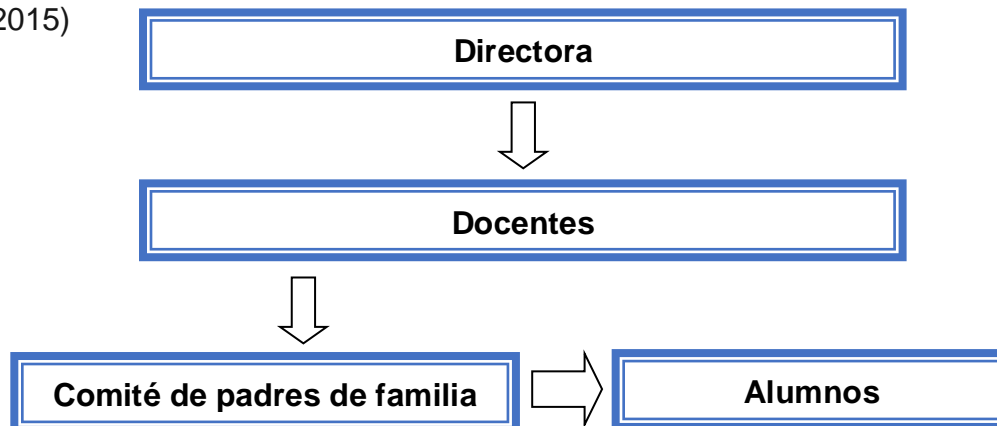 2015)
Directora
Docentes
Comité de padres de familia
Alumnos